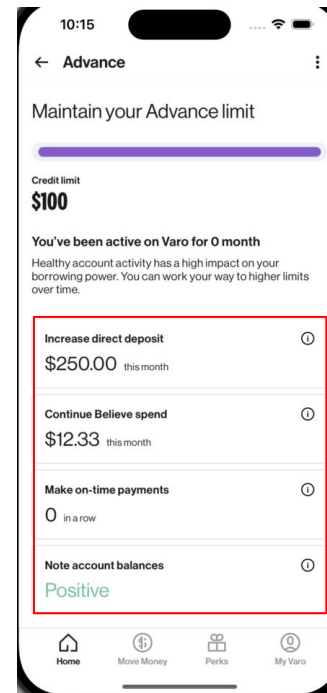 10:15
Advance
Maintain your Advance limit
Credit limit
$100
You've been active on Varo for 0 month
Healthy account activity has a high impact on your
borrowing power. You can work your way to higher limits
over time.
Increase direct deposit
$250.00 this month
Continue Believe spend
$12.33 this month
Make on-time payments
0 in a row
Note account balances
Positive
Home Move Money Perks My Varo